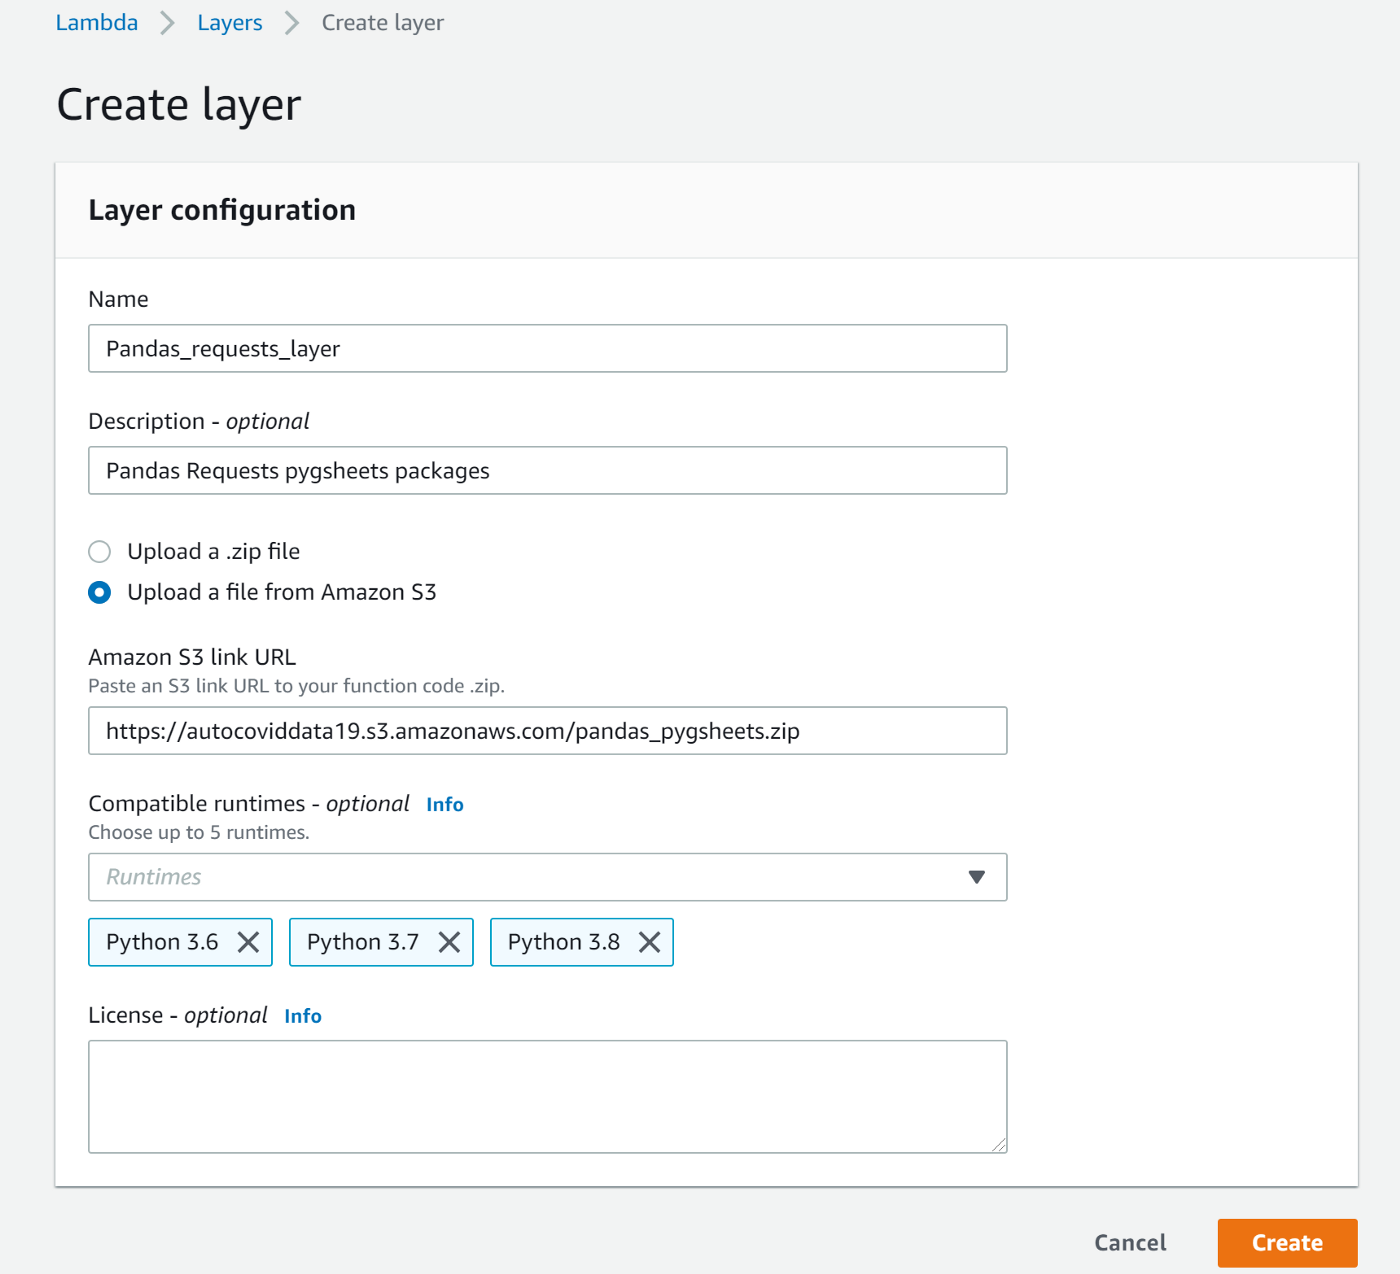 Lambda > Layers > Create layer
Create layer
Layer configuration
Name
Pandas_requests_layer
Description - optional
Pandas Requests pygsheets packages
Upload a .zip file
Upload a file from Amazon S3
Amazon S3 link URL
Paste an S3 link URL to your function code .zip.
https://autocoviddata19.s3.amazonaws.com/pandas_pygsheets.zip
Compatible runtimes - optional Info
Choose up to 5 runtimes.
Runtimes
Python 3.6 Python 3.7 Python 3.8
License - optional Info
Cancel Create